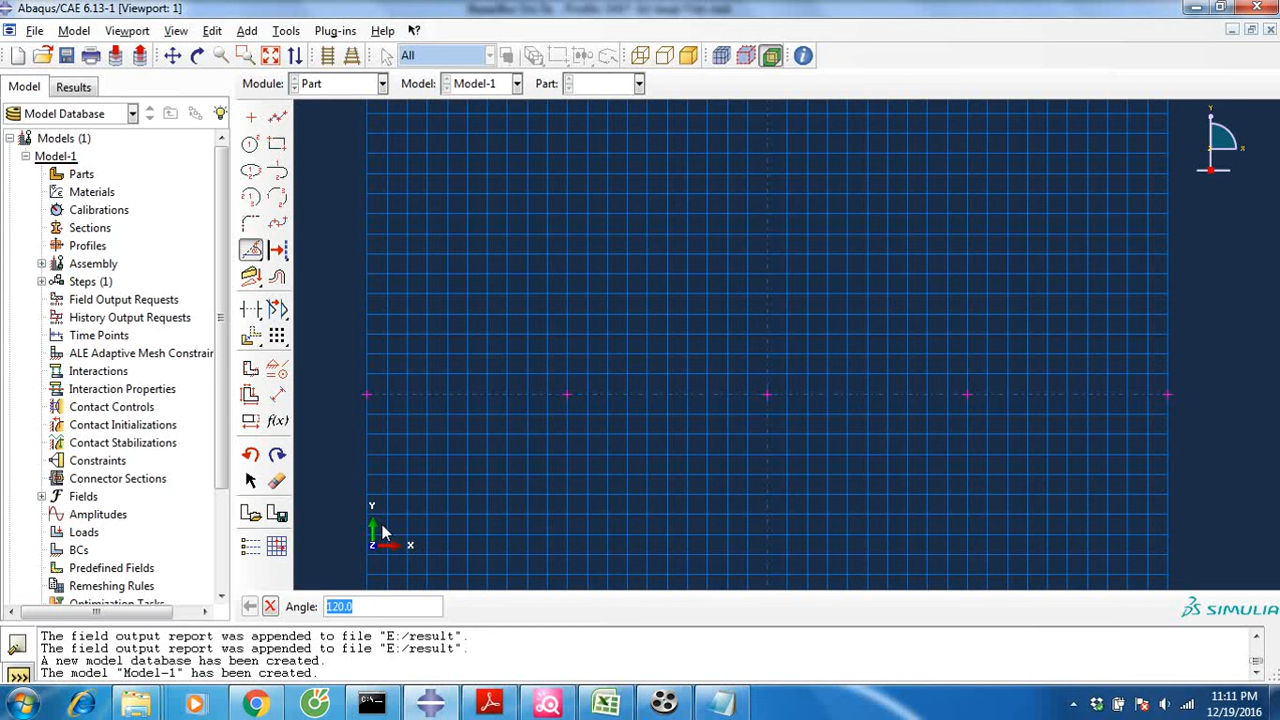 Abaqus/CAE 6.13-1 [Viewport: 1]
File Model Viewport View Edit Add Tools Plug-ins Help
All
Model Results
Module: Part Model: Model-1 Part:
Model Database
Models (1)
Model-1
Parts
Materials
Calibrations
Sections
Profiles
Assembly
Steps (1)
Field Output Requests
History Output Requests
Time Points
ALE Adaptive Mesh Constrair
Interactions
Interaction Properties
Contact Controls
Contact Initializations
Contact Stabilizations
Constraints
Connector Sections
Fields
Amplitudes
Loads
BCs
Predefined Fields
Remeshing Rules
Optimization Tasks
f(x)
Y
X
Y
Z X
Angle: 120.0
SIMULIA
The field output report was appended to file "E:/result".
The field output report was appended to file "E:/result".
A new model database has been created.
The model "Model-1" has been created.
>>>
11:11 PM
12/19/2016